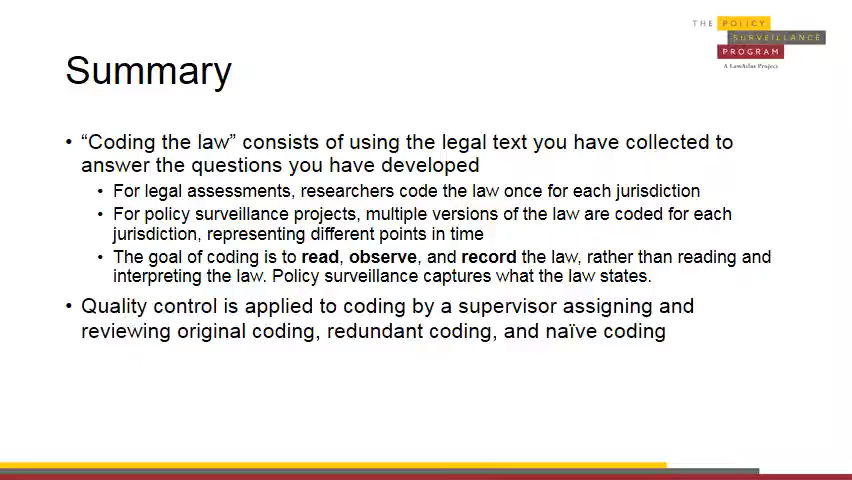 THE POLICY
SURVEILLANCE
PROGRAM
A LawAtlas Project
Summary
• “Coding the law” consists of using the legal text you have collected to
answer the questions you have developed
• For legal assessments, researchers code the law once for each jurisdiction
• For policy surveillance projects, multiple versions of the law are coded for each
jurisdiction, representing different points in time
• The goal of coding is to read, observe, and record the law, rather than reading and
interpreting the law. Policy surveillance captures what the law states.
• Quality control is applied to coding by a supervisor assigning and
reviewing original coding, redundant coding, and naïve coding